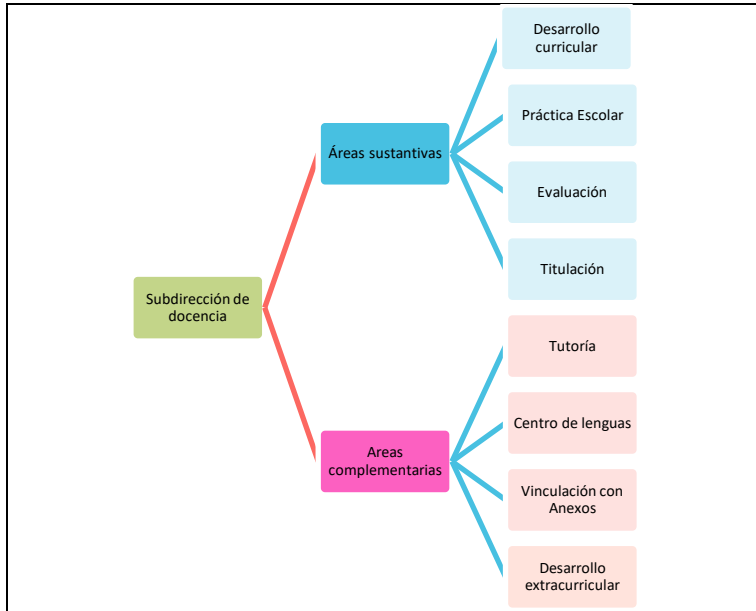 Subdirección de
docencia
Áreas sustantivas
Desarrollo
curricular
Práctica Escolar
Evaluación
Titulación
Areas
complementarias
Tutoría
Centro de lenguas
Vinculación con
Anexos
Desarrollo
extracurricular